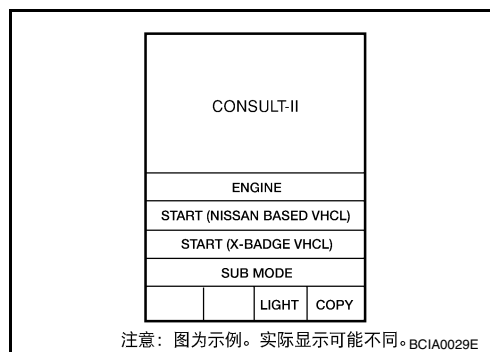 CONSULT-II
ENGINE
START (NISSAN BASED VHCL)
START (X-BADGE VHCL)
SUB MODE
LIGHT COPY
注意：图为示例。实际显示可能不同。BCIA0029E